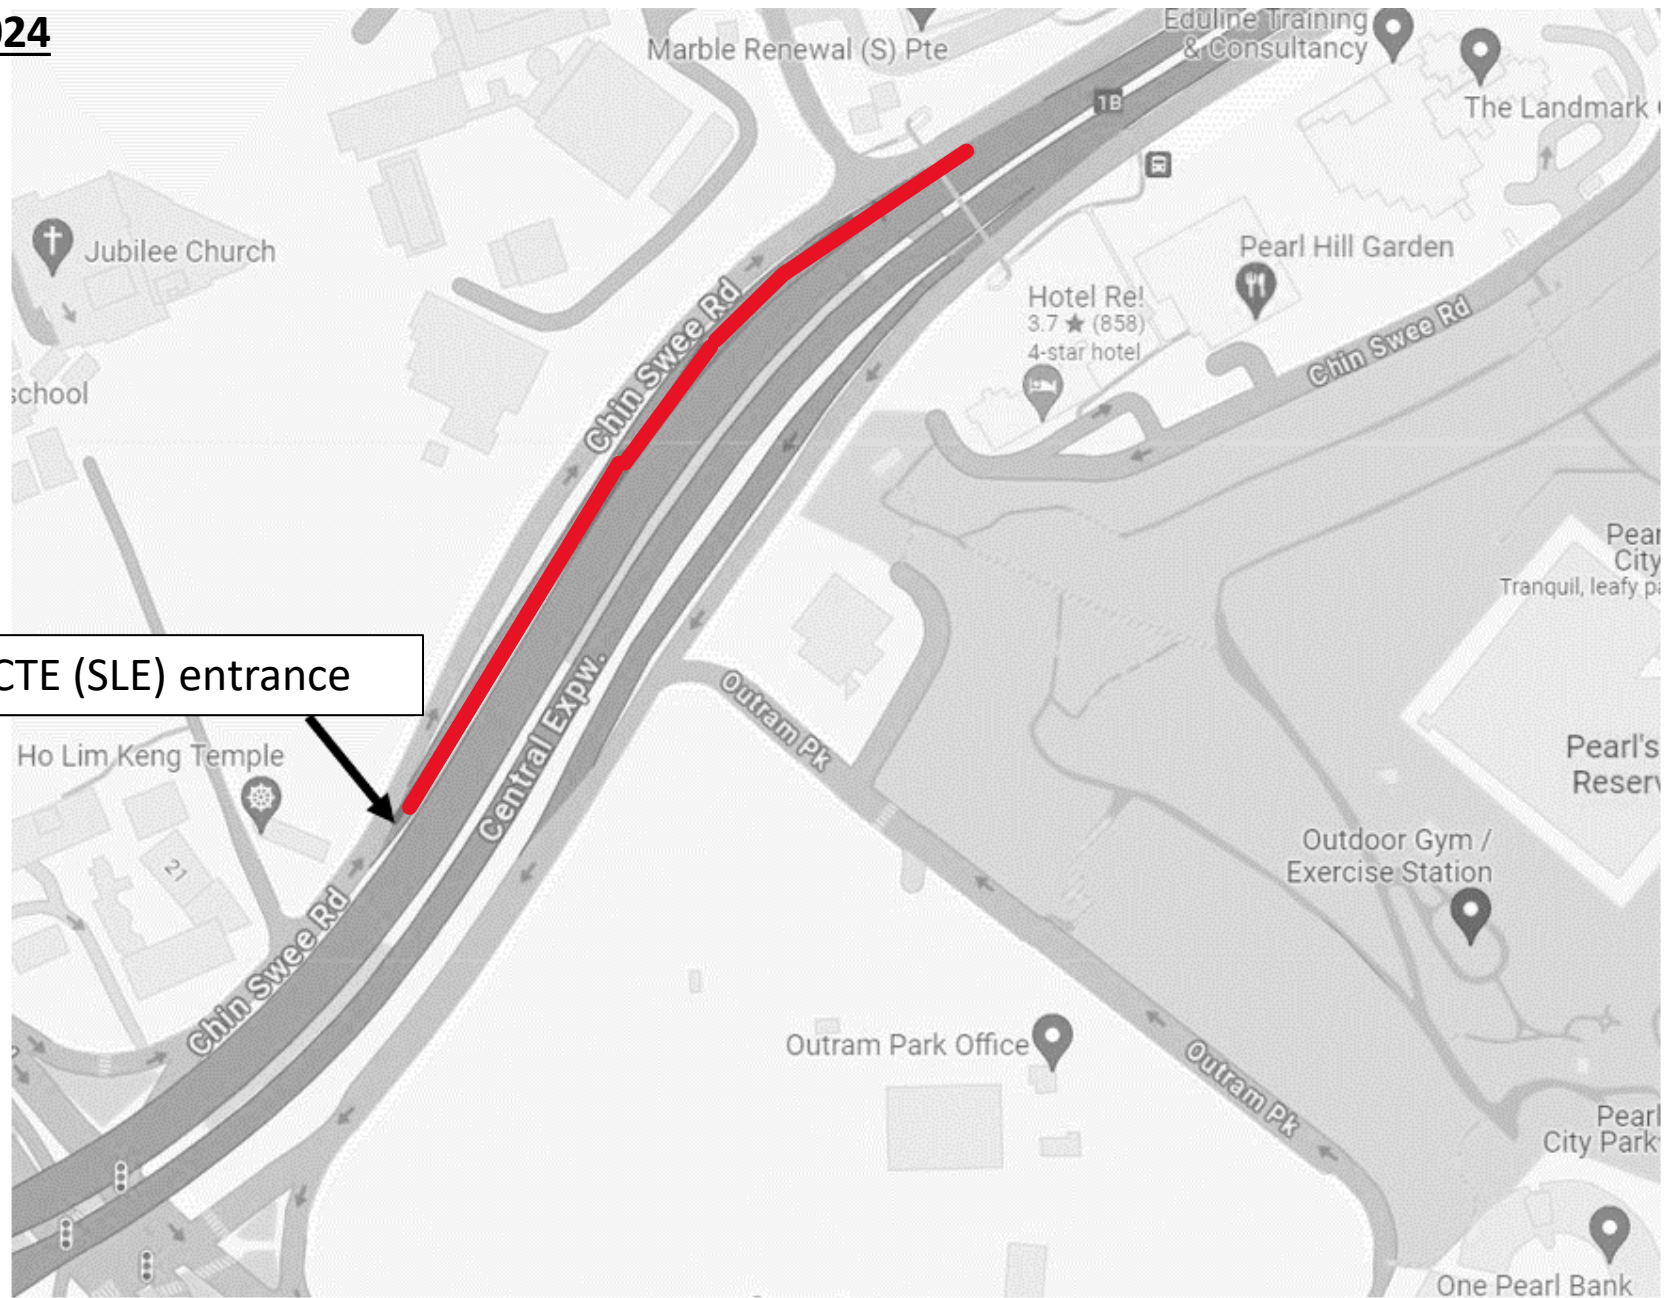 024
Marble Renewal (S) Pte
Eduline Training
& Consultancy
1B
The Landmark
Jubilee Church
Pearl Hill Garden
Hotel Re!
3.7 ★ (858)
4-star hotel
Chin Swee Rd
Chin Swee Rd
school
Pear
City
Tranquil, leafy pa
CTE (SLE) entrance
Outram Pk
Central Expw.
Ho Lim Keng Temple
Pearl's
Reserv
Outdoor Gym /
Exercise Station
21
Chin Swee Rd
Outram Park Office
Outram Pk
Pearl
City Park
One Pearl Bank